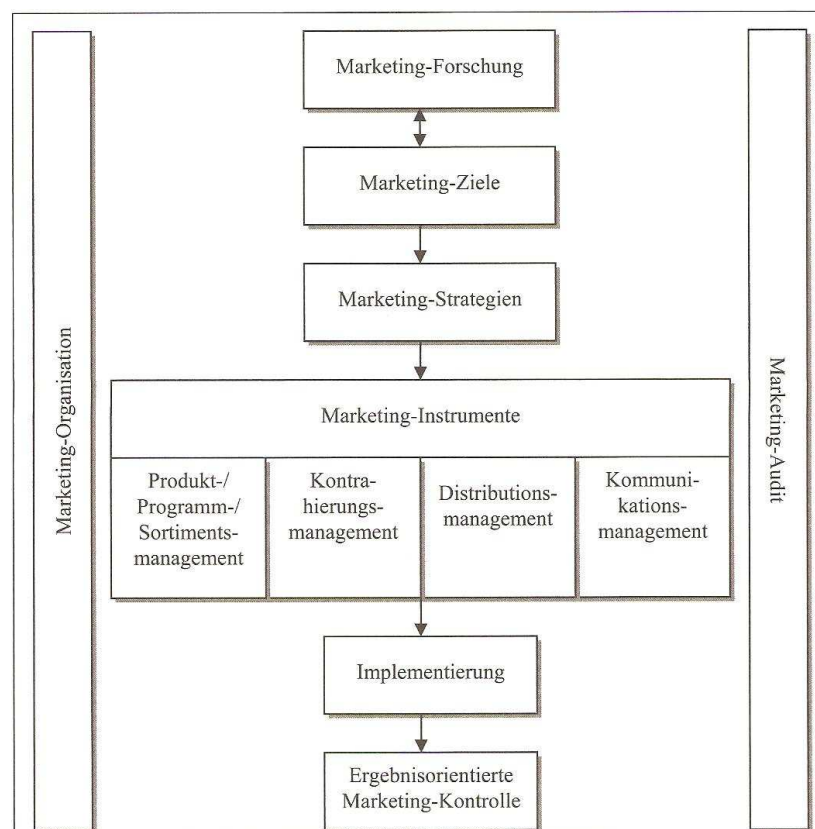 Marketing-Organisation
Marketing-Forschung
Marketing-Ziele
Marketing-Strategien
Marketing-Instrumente
Produkt-/
Programm-/
Sortiments-
management
Kontra-
hierungs-
management
Distributions-
management
Kommuni-
kations-
management
Implementierung
Ergebnisorientierte
Marketing-Kontrolle
Marketing-Audit